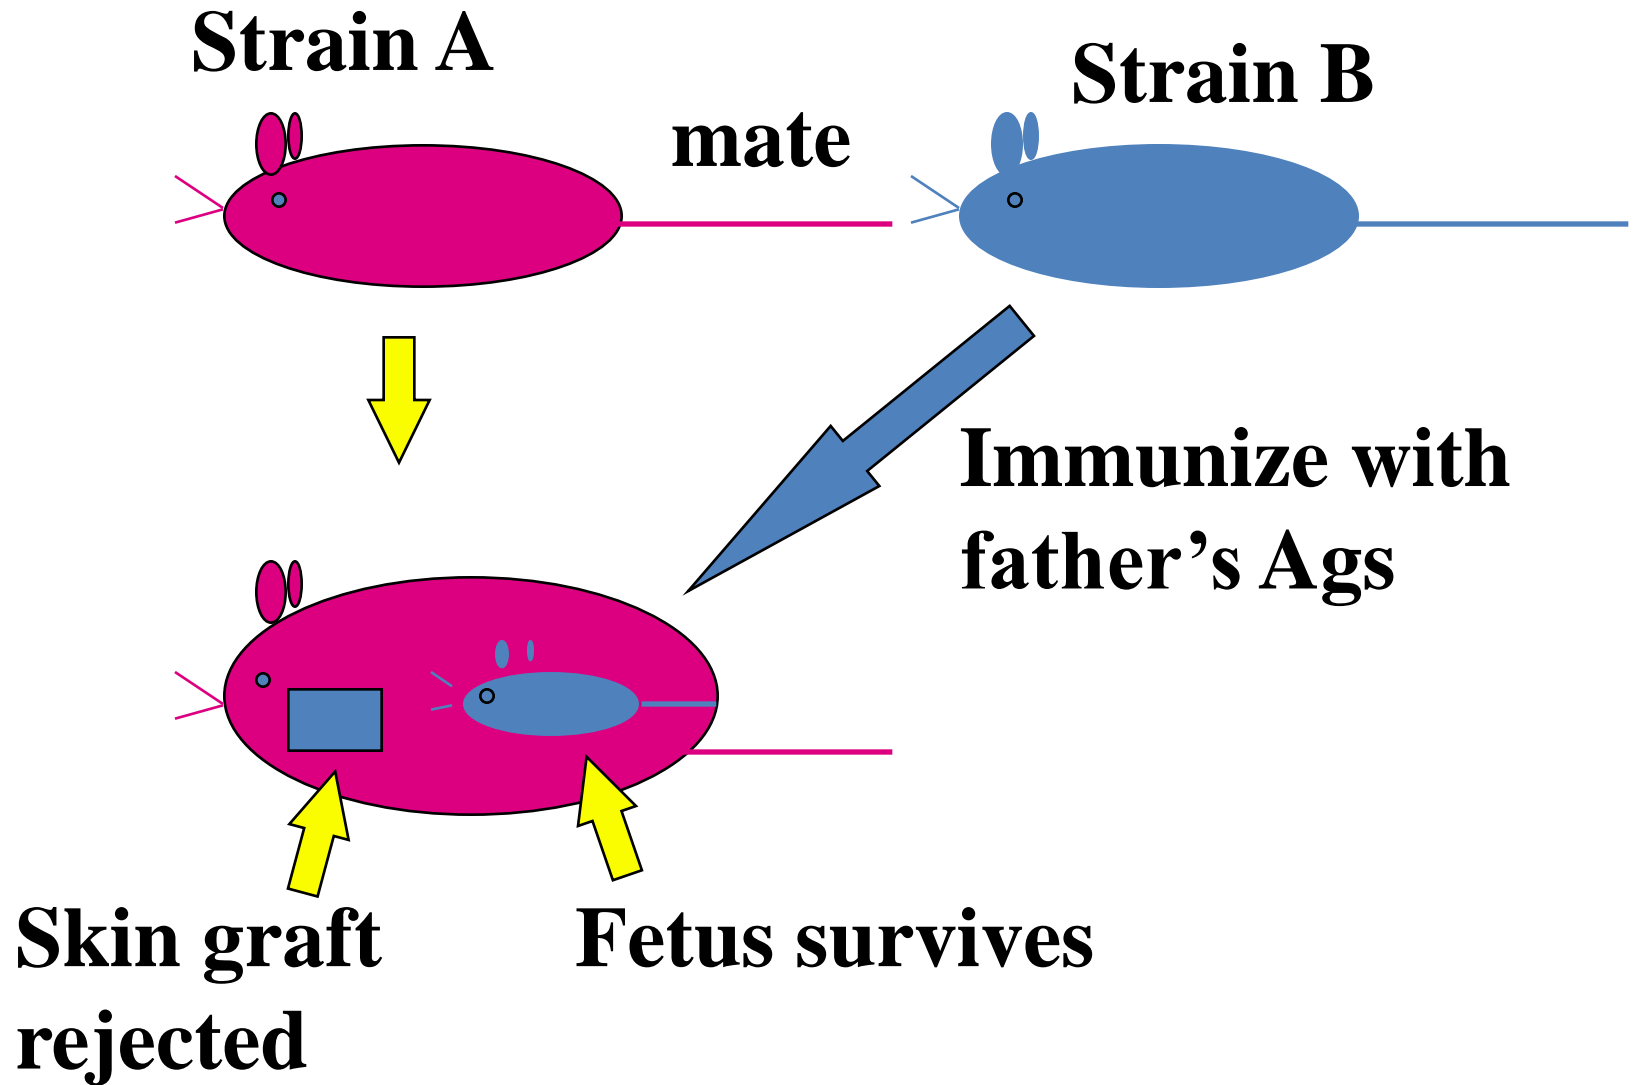 Strain A
Strain B
mate
Immunize with
father’s Ags
Skin graft
rejected
Fetus survives